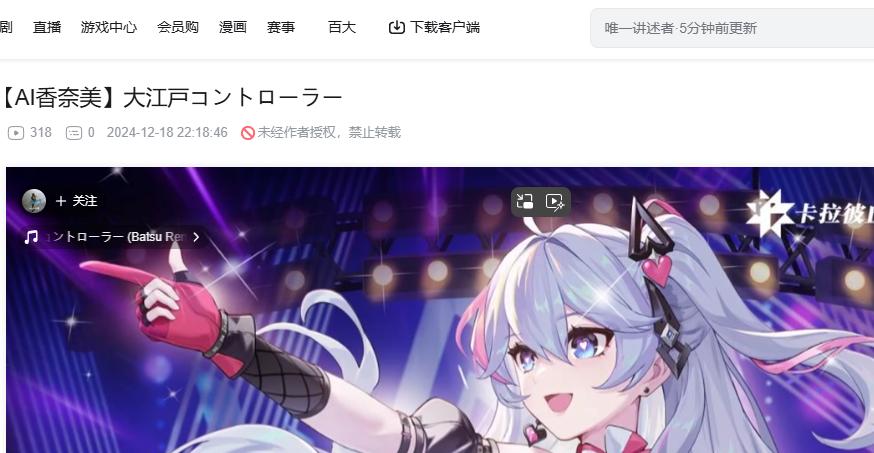 剧 直播 游戏中心 会员购 漫画 赛事 百大 下载客户端 唯一讲述者·5分钟前更新
【AI香奈美】大江戸コントローラー
318 0 2024-12-18 22:18:46 未经作者授权，禁止转载
+ 关注
卡拉彼
ントローラー (Batsu Rer